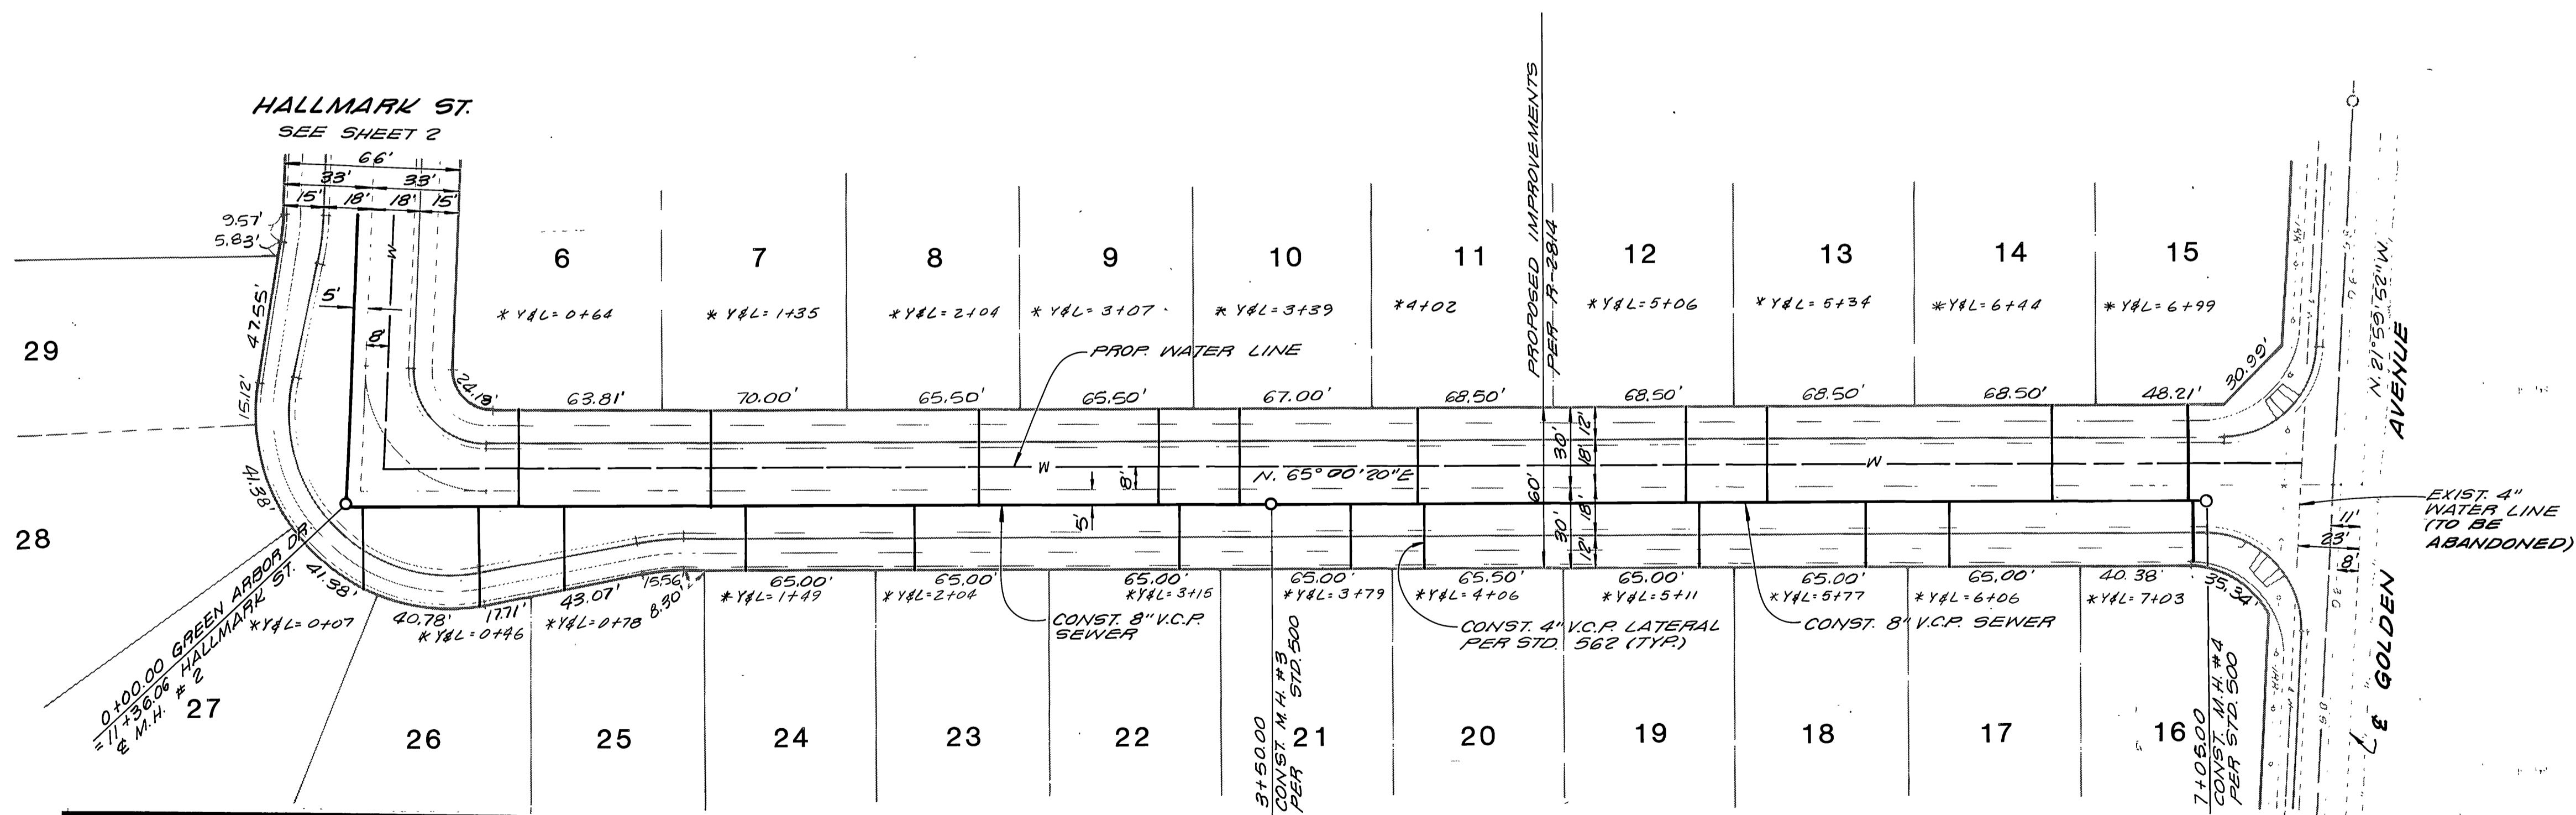 HALLMARK ST.
SEE SHEET 2
66'
33' 33'
15' 18' 18' 15'
9.57'
5.83'
47.55'
15.12'
41.38'
5'
8'
W
24.18'
29
28
6
7
8
9
10
11
12
13
14
15
* Y&L=0+64
* Y&L=1+35
* Y&L=2+04
* Y&L=3+07
* Y&L=3+39
*4+02
* Y&L=5+06
* Y&L=5+34
* Y&L=6+44
* Y&L=6+99
PROP. WATER LINE
63.81'
70.00'
65.50'
65.50'
67.00'
68.50'
68.50'
68.50'
68.50'
48.21'
30.99'
PROPOSED IMPROVEMENTS
PER R-2814
W
8'
5'
N. 65° 00' 20" E
W
60'
30'
30'
12'
18'
18'
12'
N. 21° 59' 52" W.
AVENUE
℄ GOLDEN
EXIST. 4"
WATER LINE
(TO BE
ABANDONED)
11'
23'
8'
0+00.00 GREEN ARBOR DR.
=11+36.06 HALLMARK ST.
℄ M.H. # 2
41.38'
40.78'
17.71'
43.07'
15.56'
8.30'
65.00'
65.00'
65.00'
65.00'
65.50'
65.00'
65.00'
65.00'
40.38'
35.34'
*Y&L=0+07
*Y&L=0+46
*Y&L=0+78
*Y&L=1+49
*Y&L=2+04
*Y&L=3+15
*Y&L=3+79
*Y&L=4+06
*Y&L=5+11
*Y&L=5+77
*Y&L=6+06
*Y&L=7+03
CONST. 8" V.C.P.
SEWER
CONST. 4" V.C.P. LATERAL
PER STD. 562 (TYP.)
CONST. 8" V.C.P. SEWER
3+50.00
CONST. M.H. #3
PER STD. 500
7+05.00
CONST. M.H. #4
PER STD. 500
27
26
25
24
23
22
21
20
19
18
17
16